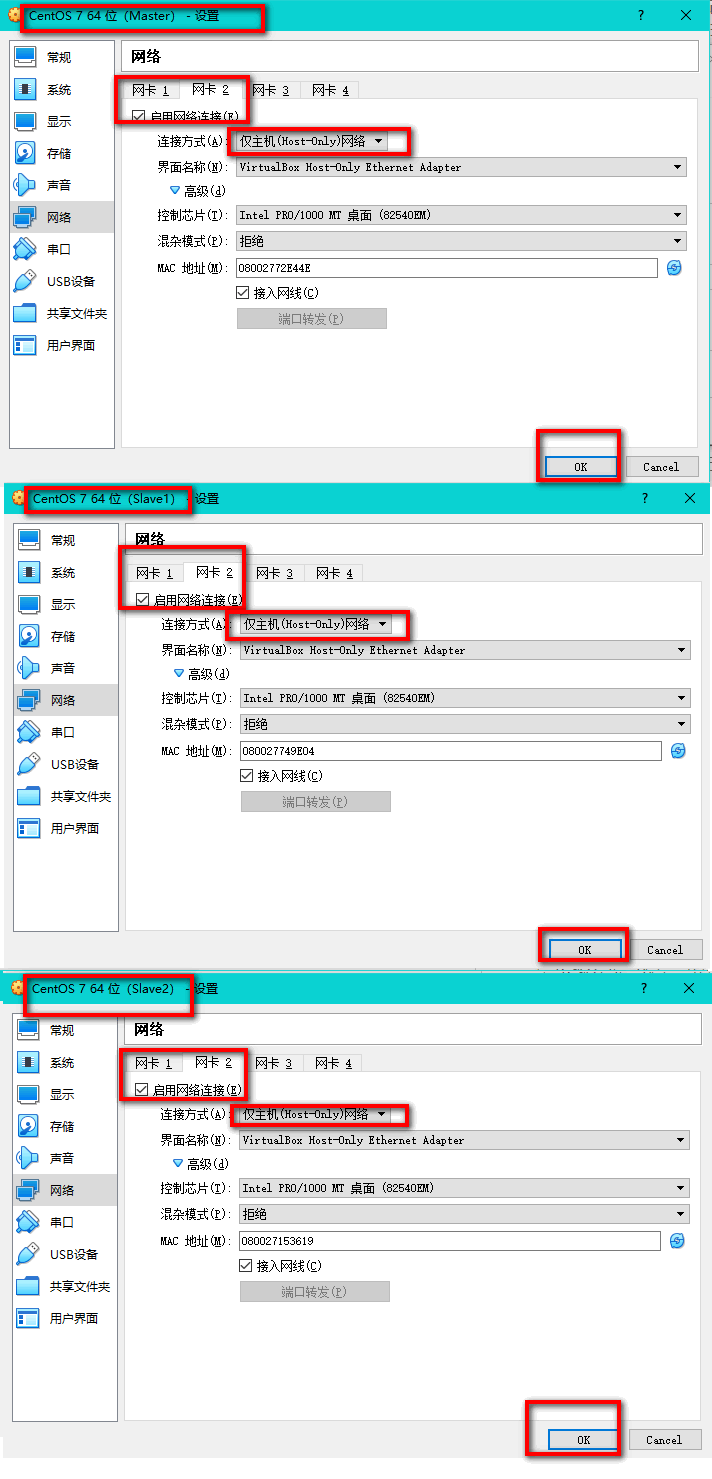 CentOS 7 64 位 (Master) - 设置
?
常规
系统
显示
存储
声音
网络
串口
USB设备
共享文件夹
用户界面
网络
网卡 1 网卡 2 网卡 3 网卡 4
启用网络连接(E)
连接方式(A): 仅主机(Host-Only)网络
界面名称(N): VirtualBox Host-Only Ethernet Adapter
高级(d)
控制芯片(T): Intel PRO/1000 MT 桌面 (82540EM)
混杂模式(P): 拒绝
MAC 地址(M): 08002772E44E
接入网线(C)
端口转发(P)
OK Cancel
CentOS 7 64 位 (Slave1) - 设置
?
常规
系统
显示
存储
声音
网络
串口
USB设备
共享文件夹
用户界面
网络
网卡 1 网卡 2 网卡 3 网卡 4
启用网络连接(E)
连接方式(A): 仅主机(Host-Only)网络
界面名称(N): VirtualBox Host-Only Ethernet Adapter
高级(d)
控制芯片(T): Intel PRO/1000 MT 桌面 (82540EM)
混杂模式(P): 拒绝
MAC 地址(M): 080027749E04
接入网线(C)
端口转发(P)
OK Cancel
CentOS 7 64 位 (Slave2) - 设置
?
常规
系统
显示
存储
声音
网络
串口
USB设备
共享文件夹
用户界面
网络
网卡 1 网卡 2 网卡 3 网卡 4
启用网络连接(E)
连接方式(A): 仅主机(Host-Only)网络
界面名称(N): VirtualBox Host-Only Ethernet Adapter
高级(d)
控制芯片(T): Intel PRO/1000 MT 桌面 (82540EM)
混杂模式(P): 拒绝
MAC 地址(M): 080027153619
接入网线(C)
端口转发(P)
OK Cancel